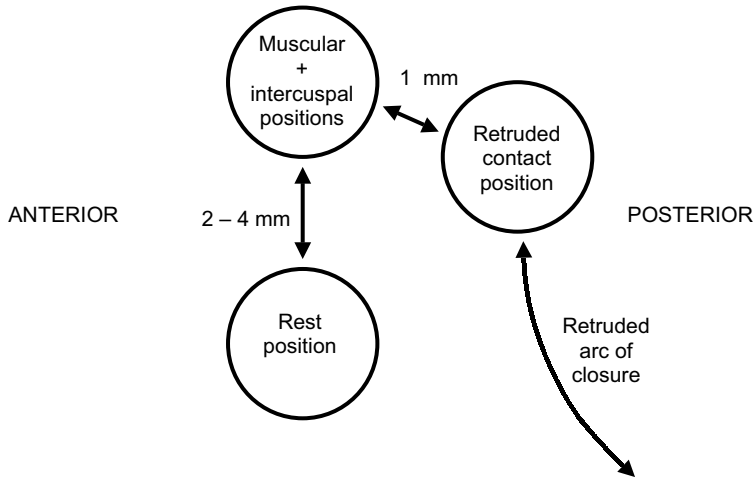 Muscular
+
intercuspal
positions
1 mm
Retruded
contact
position
ANTERIOR
2 – 4 mm
POSTERIOR
Rest
position
Retruded
arc of
closure